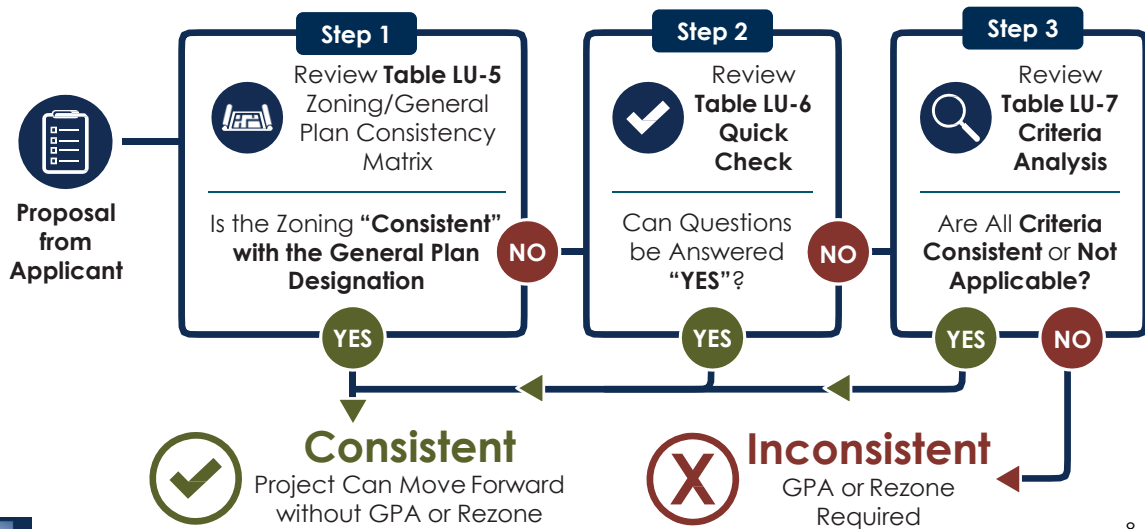 Proposal
from
Applicant
Step 1
Review Table LU-5
Zoning/General
Plan Consistency
Matrix
Is the Zoning “Consistent”
with the General Plan
Designation
NO
YES
Step 2
Review
Table LU-6
Quick
Check
Can Questions
be Answered
“YES”?
NO
YES
Step 3
Review
Table LU-7
Criteria
Analysis
Are All Criteria
Consistent or Not
Applicable?
YES
NO
Consistent
Project Can Move Forward
without GPA or Rezone
X
Inconsistent
GPA or Rezone
Required